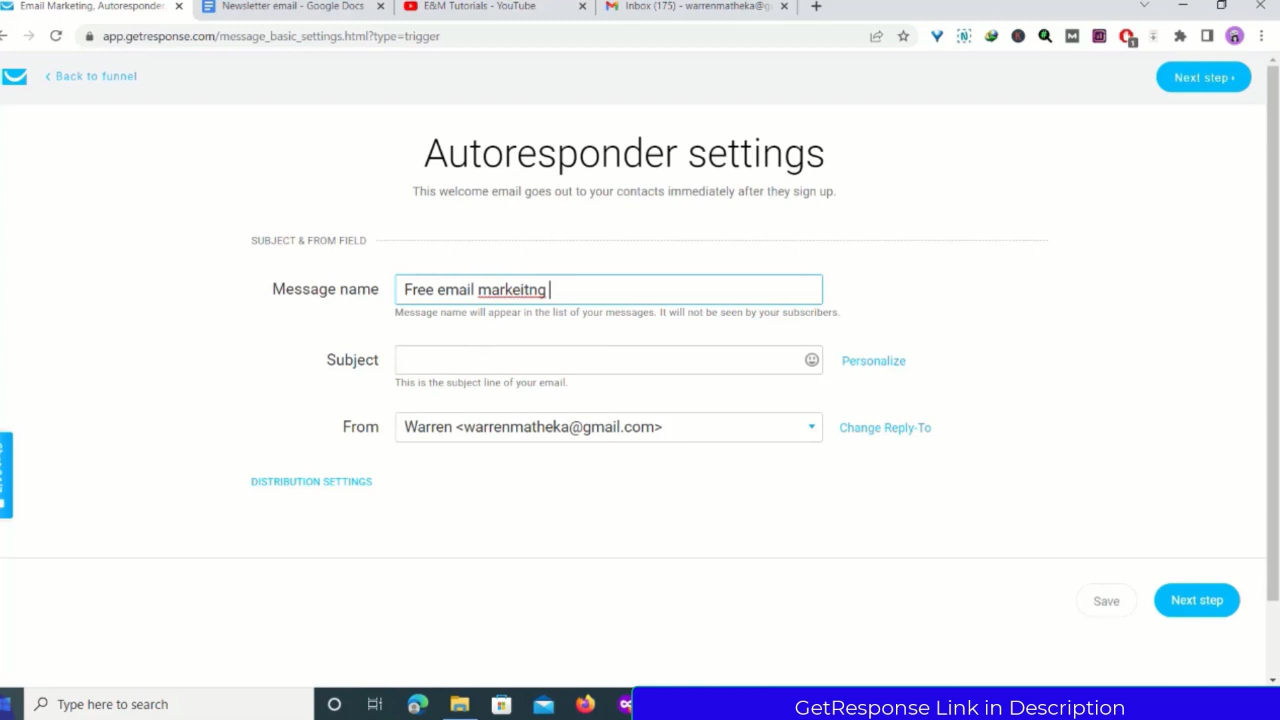 Email Marketing, Autoresponder
Newsletter email - Google Docs
E&M Tutorials - YouTube
Inbox (175) - warrenmatheka@g
app.getresponse.com/message_basic_settings.html?type=trigger
Back to funnel
Next step
Autoresponder settings
This welcome email goes out to your contacts immediately after they sign up.
SUBJECT & FROM FIELD
Message name
Free email markeitng
Message name will appear in the list of your messages. It will not be seen by your subscribers.
Subject
Personalize
This is the subject line of your email.
From
Warren <warrenmatheka@gmail.com>
Change Reply-To
DISTRIBUTION SETTINGS
Save
Next step
Type here to search
GetResponse Link in Description